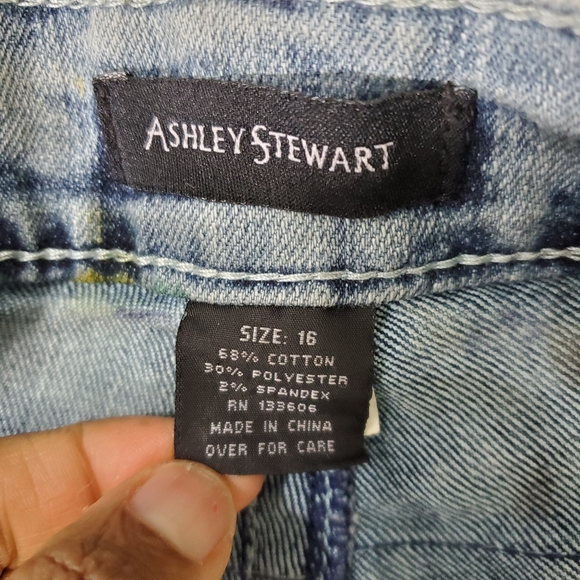 ASHLEY STEWART
SIZE: 16
68% COTTON
30% POLYESTER
2% SPANDEX
RN 133606
MADE IN CHINA
OVER FOR CARE